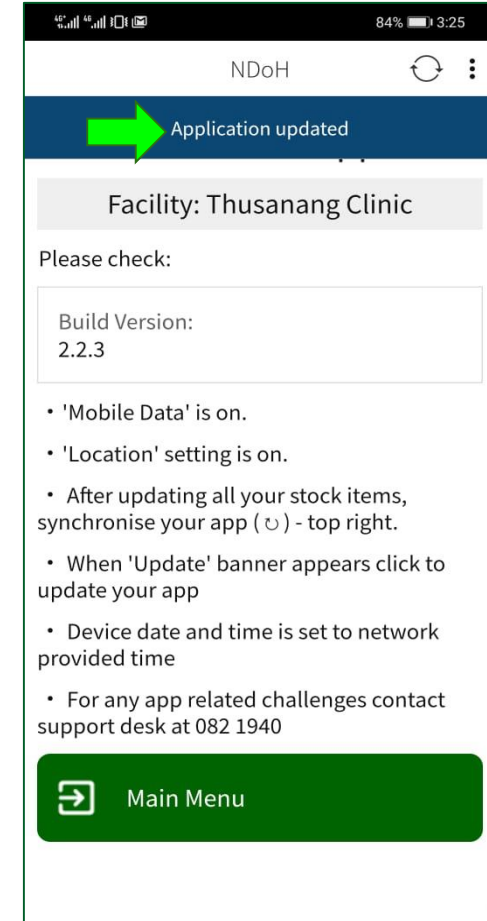 84% 3:25
NDoH
Application updated
Facility: Thusanang Clinic
Please check:
Build Version:
2.2.3
• 'Mobile Data' is on.
• 'Location' setting is on.
• After updating all your stock items,
synchronise your app (↻) - top right.
• When 'Update' banner appears click to
update your app
• Device date and time is set to network
provided time
• For any app related challenges contact
support desk at 082 1940
Main Menu